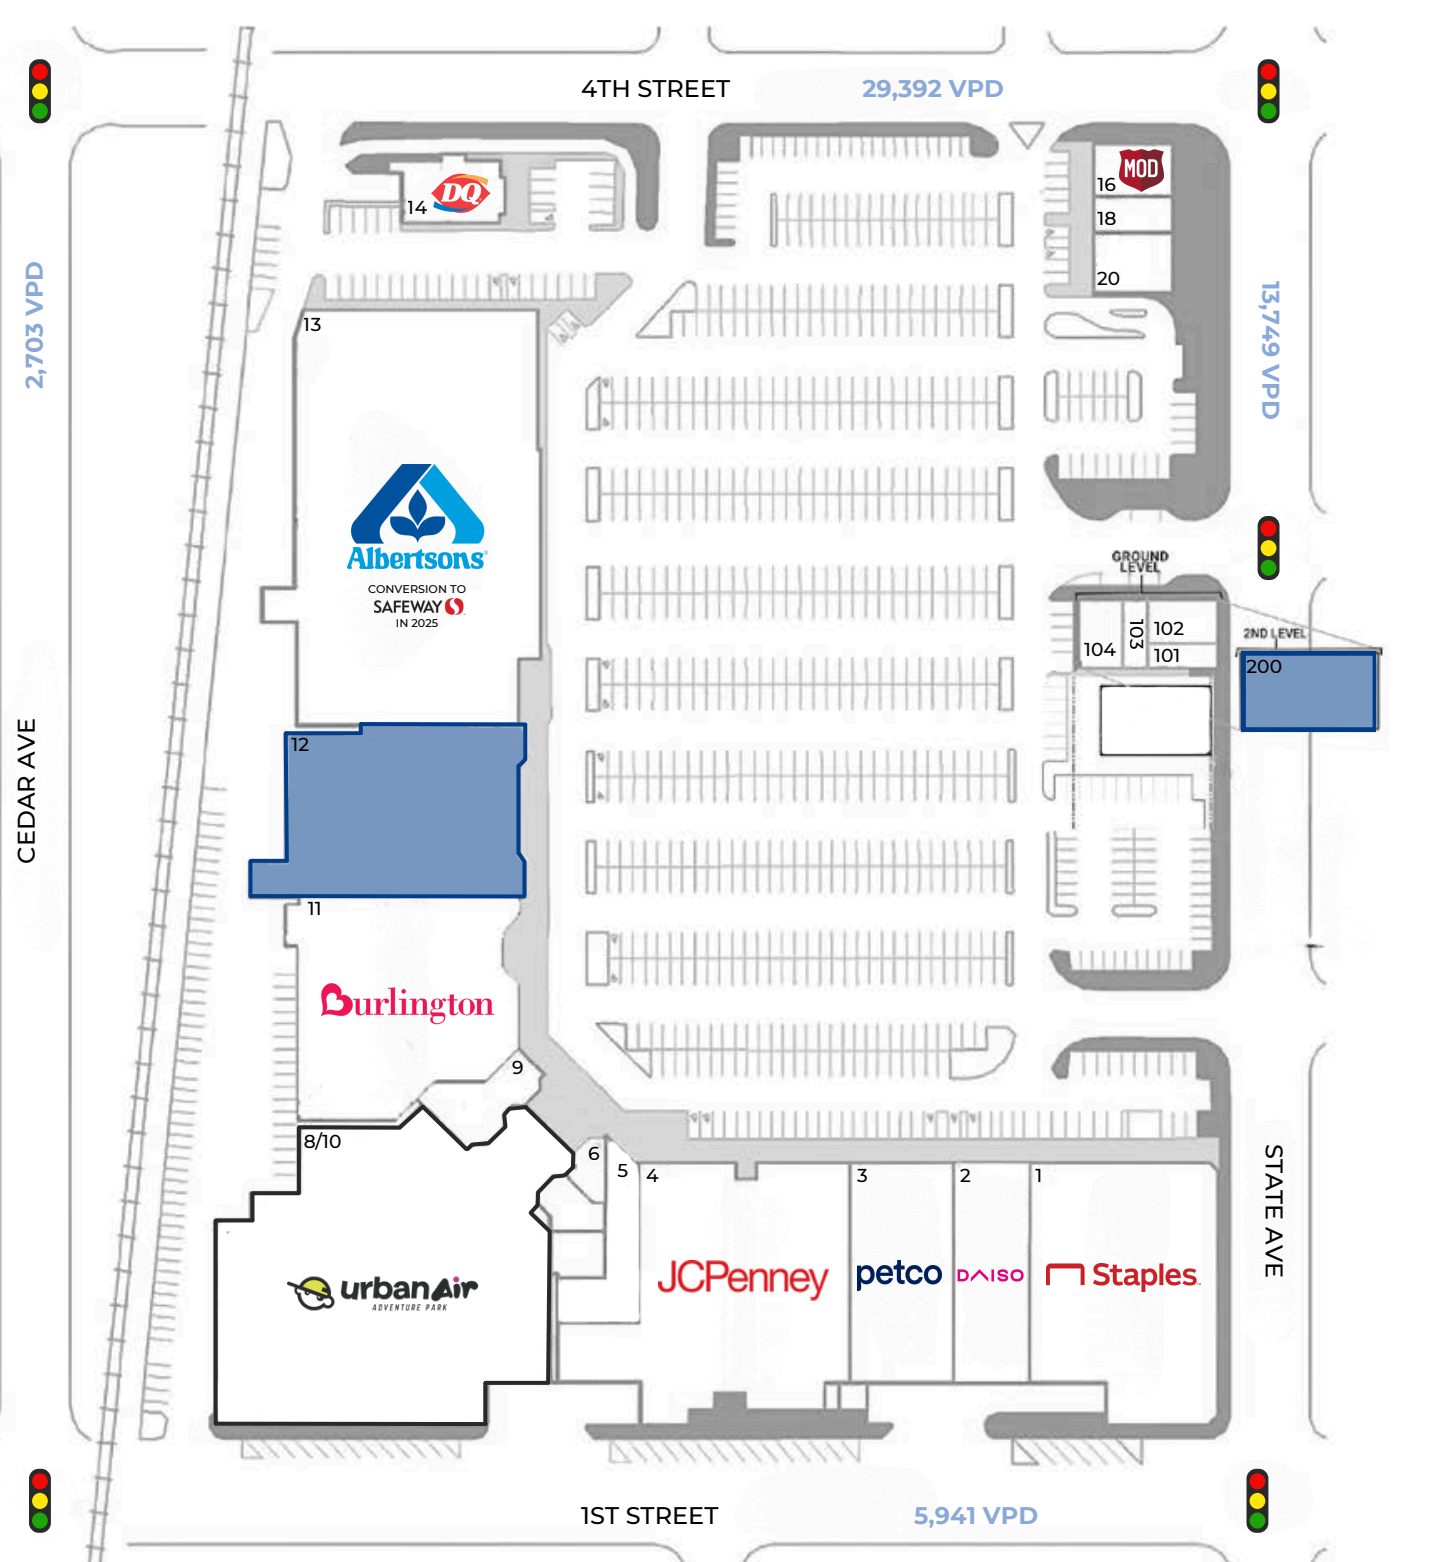 4TH STREET
29,392 VPD
MOD
16
DQ
14
18
20
2,703 VPD
13,749 VPD
13
Albertsons
CONVERSION TO
SAFEWAY
IN 2025
GROUND
LEVEL
102
103
104
101
2ND LEVEL
200
CEDAR AVE
12
11
Burlington
9
8/10
6
5
4
3
2
1
STATE AVE
urbanAir
ADVENTURE PARK
JCPenney
petco
DAISO
Staples
1ST STREET
5,941 VPD